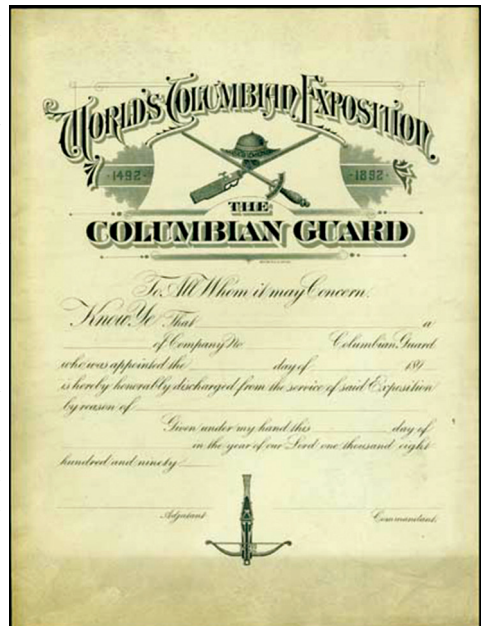 WORLD'S COLUMBIAN EXPOSITION.
·1492· ·1892·
THE
COLUMBIAN GUARD
To All Whom it may Concern.
Know Ye That a
of Company No Columbian Guard
who was appointed the day of 189
is hereby honorably discharged from the service of said Exposition
by reason of
Given under my hand this day of
in the year of our Lord one thousand eight
hundred and ninety
Adjutant Commandant.